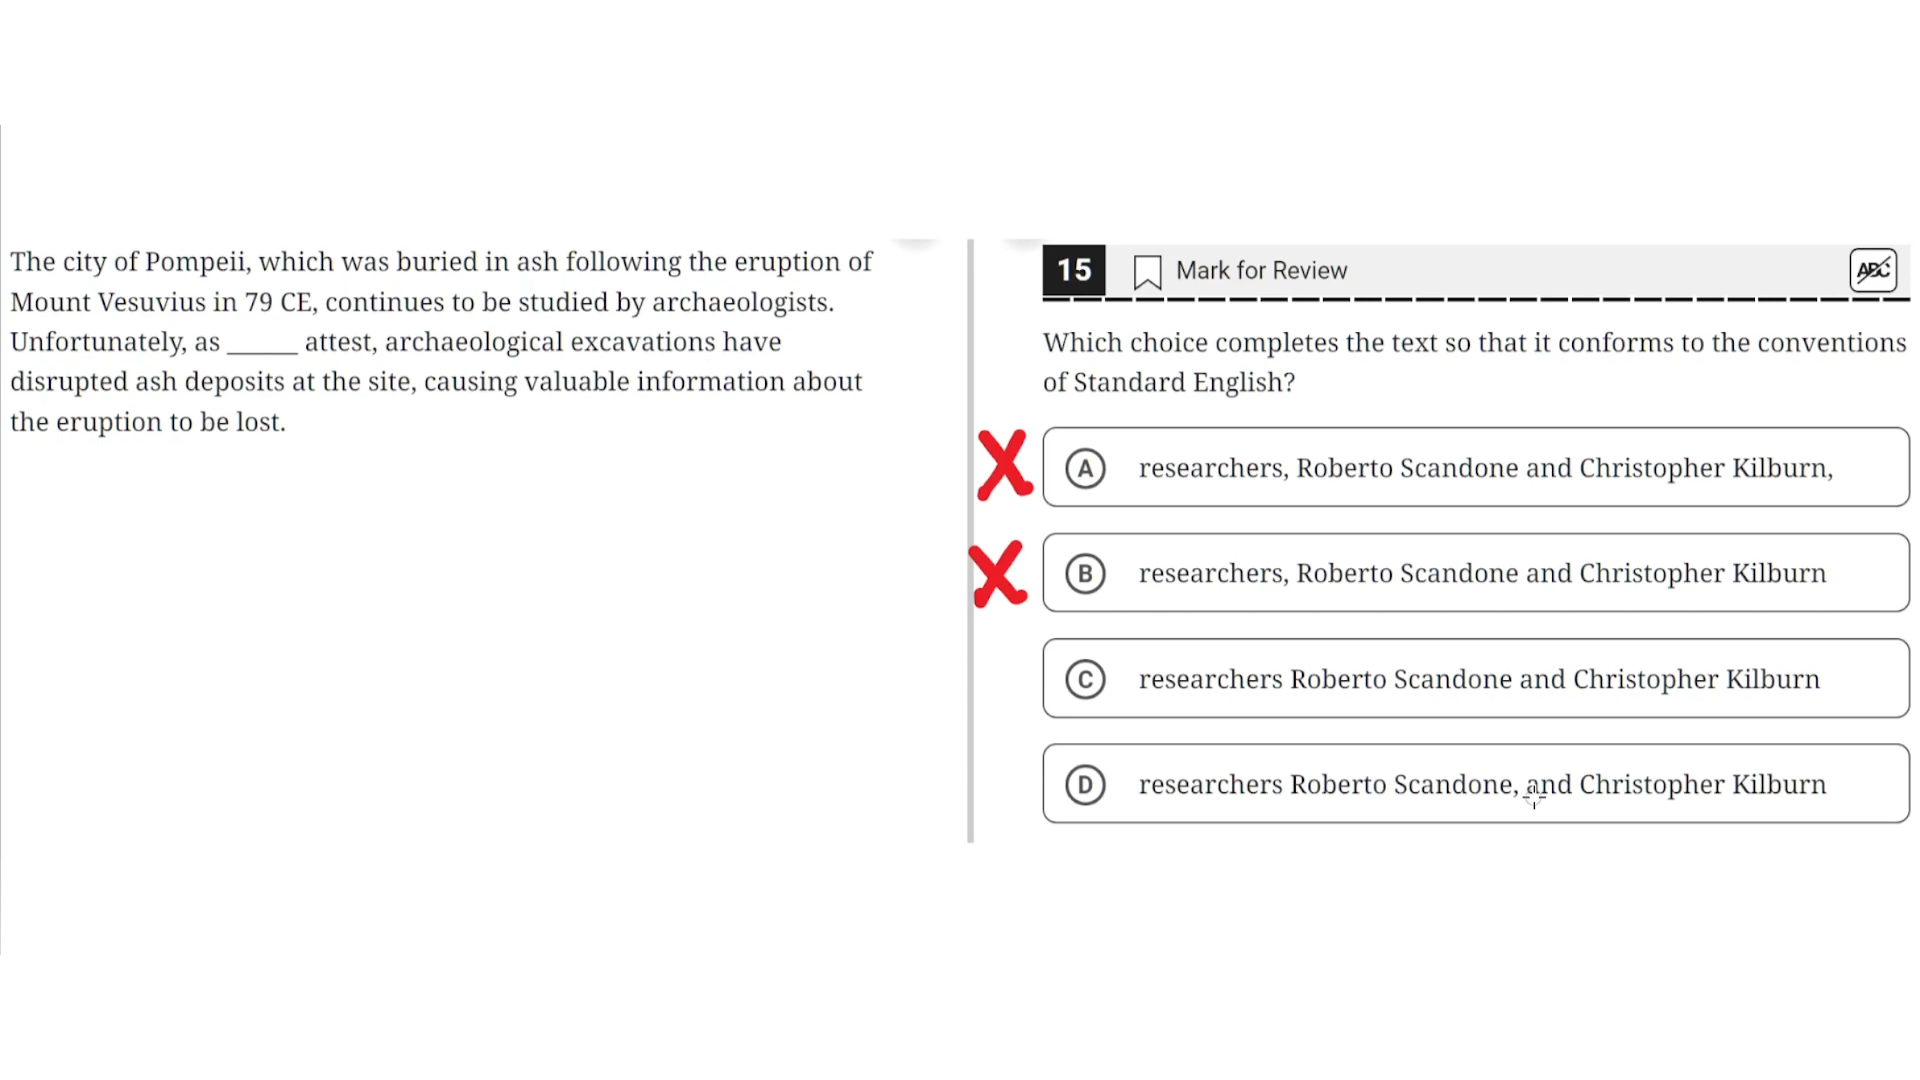 The city of Pompeii, which was buried in ash following the eruption of
Mount Vesuvius in 79 CE, continues to be studied by archaeologists.
Unfortunately, as ______ attest, archaeological excavations have
disrupted ash deposits at the site, causing valuable information about
the eruption to be lost.
15 Mark for Review ABC
Which choice completes the text so that it conforms to the conventions
of Standard English?
A researchers, Roberto Scandone and Christopher Kilburn,
B researchers, Roberto Scandone and Christopher Kilburn
C researchers Roberto Scandone and Christopher Kilburn
D researchers Roberto Scandone, and Christopher Kilburn